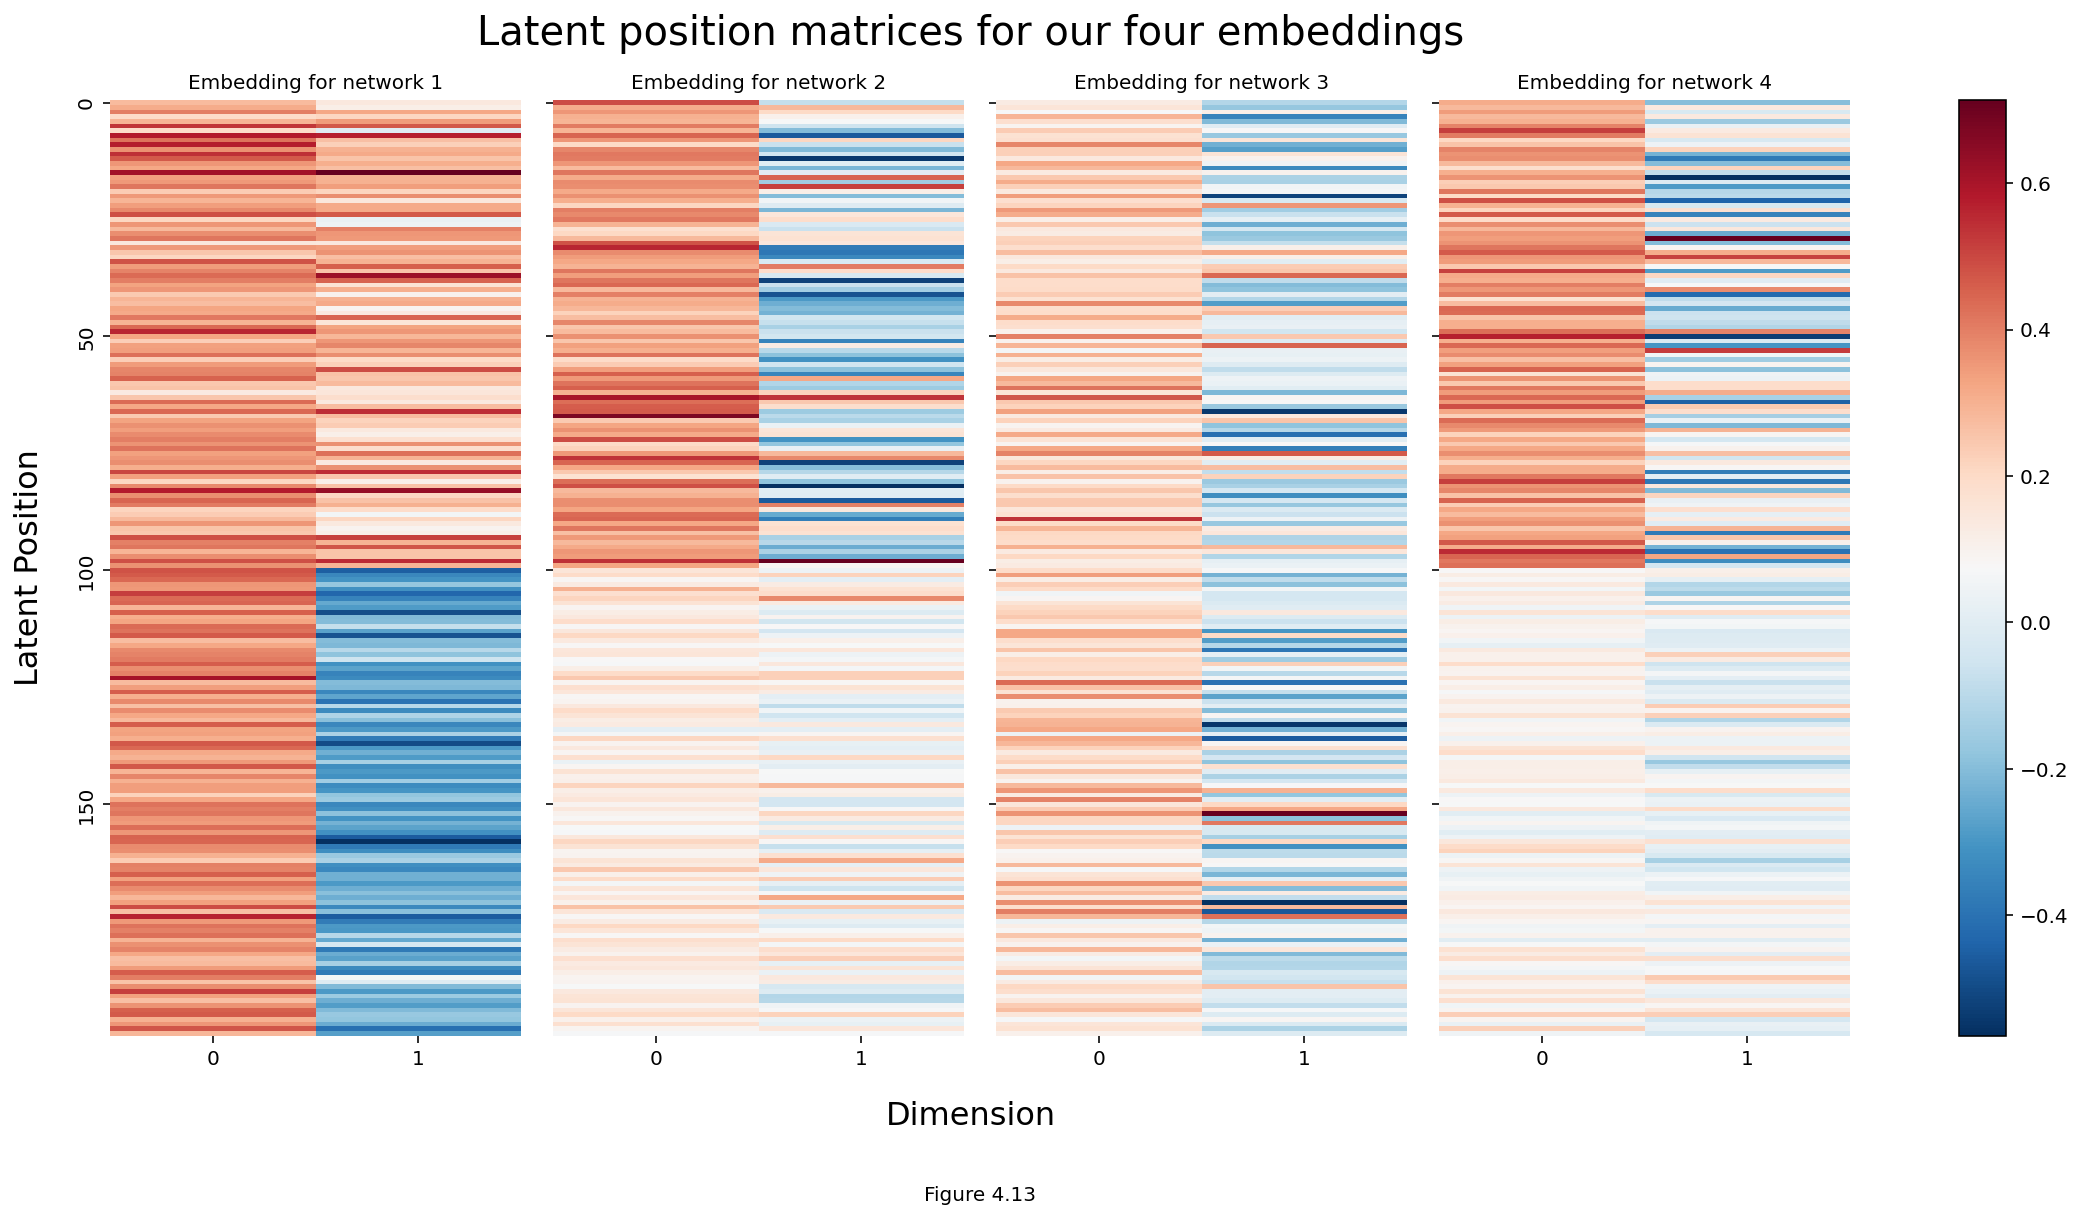 Latent position matrices for our four embeddings
Embedding for network 1
Embedding for network 2
Embedding for network 3
Embedding for network 4
Latent Position
0
50
100
150
0 1
0 1
0 1
0 1
0.6
0.4
0.2
0.0
−0.2
−0.4
Dimension
Figure 4.13